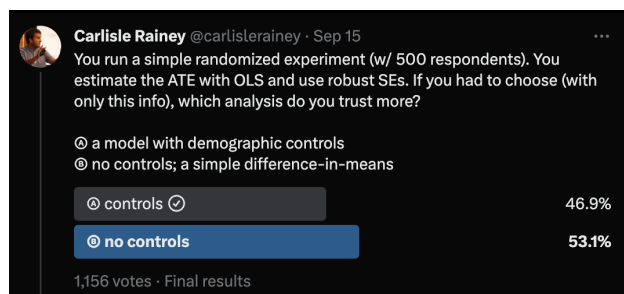 Carlisle Rainey @carlislerainey · Sep 15
You run a simple randomized experiment (w/ 500 respondents). You
estimate the ATE with OLS and use robust SEs. If you had to choose (with
only this info), which analysis do you trust more?
Ⓐ a model with demographic controls
Ⓑ no controls; a simple difference-in-means
Ⓐ controls 46.9%
Ⓑ no controls 53.1%
1,156 votes · Final results